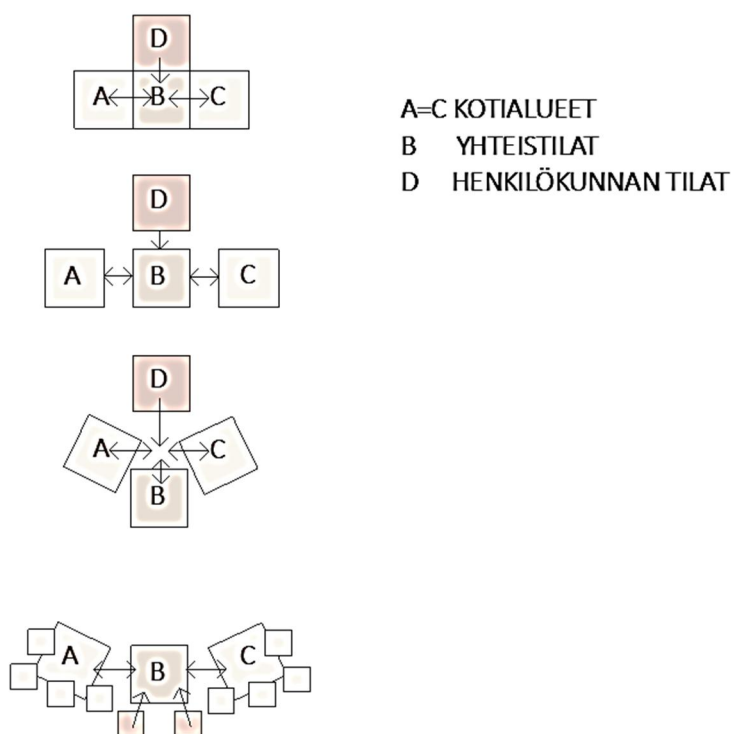 D
A B C
A=C KOTIALUEET
B YHTEISTILAT
D HENKILÖKUNNAN TILAT
D
A B C
D
A C
B
A B C